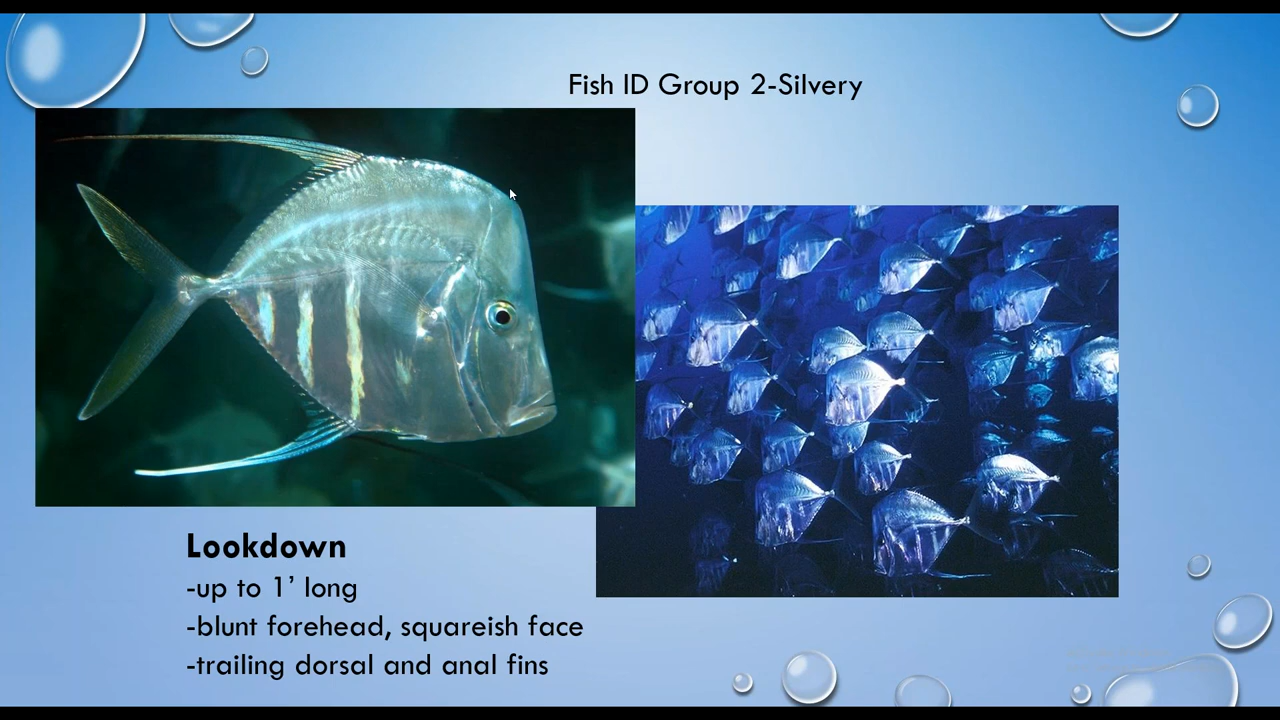 Fish ID Group 2-Silvery
Lookdown
-up to 1’ long
-blunt forehead, squareish face
-trailing dorsal and anal fins